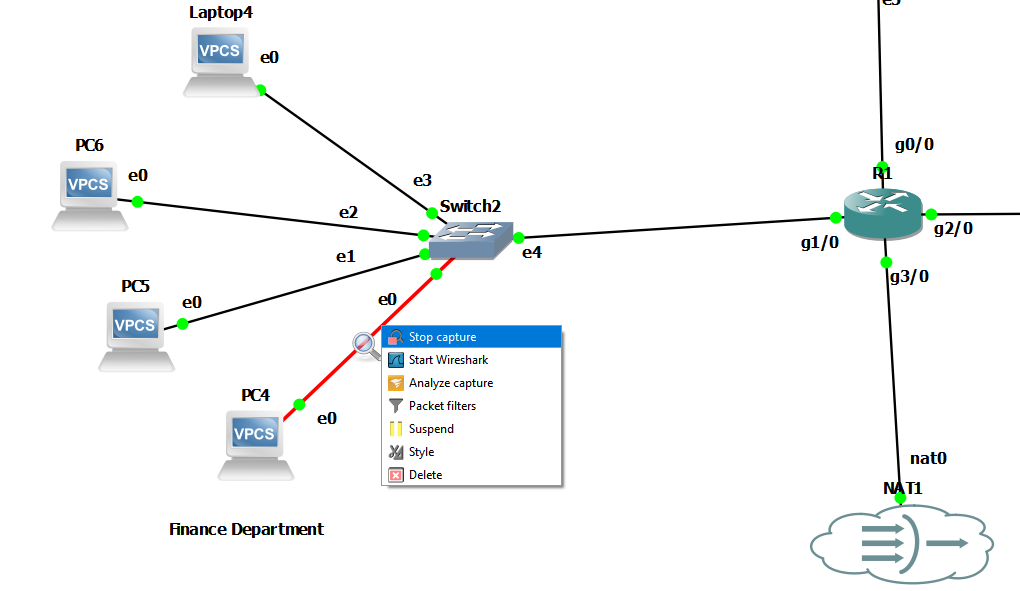 e5
Laptop4
VPCS
e0
g0/0
PC6
R1
VPCS
e0
e3
Switch2
e2
g2/0
g1/0
e4
e1
g3/0
PC5
e0
e0
VPCS
Stop capture
Start Wireshark
Analyze capture
PC4
Packet filters
e0
VPCS
Suspend
Style
nat0
Delete
NAT1
Finance Department